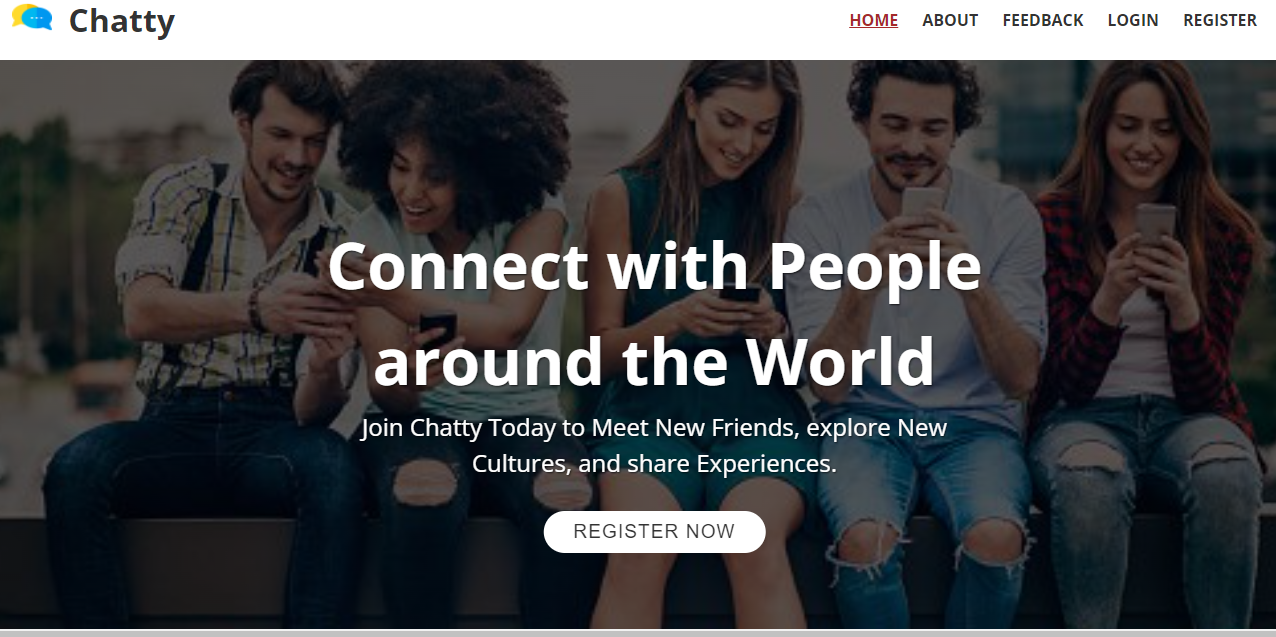 Chatty
HOME ABOUT FEEDBACK LOGIN REGISTER
Connect with People
around the World
Join Chatty Today to Meet New Friends, explore New
Cultures, and share Experiences.
REGISTER NOW